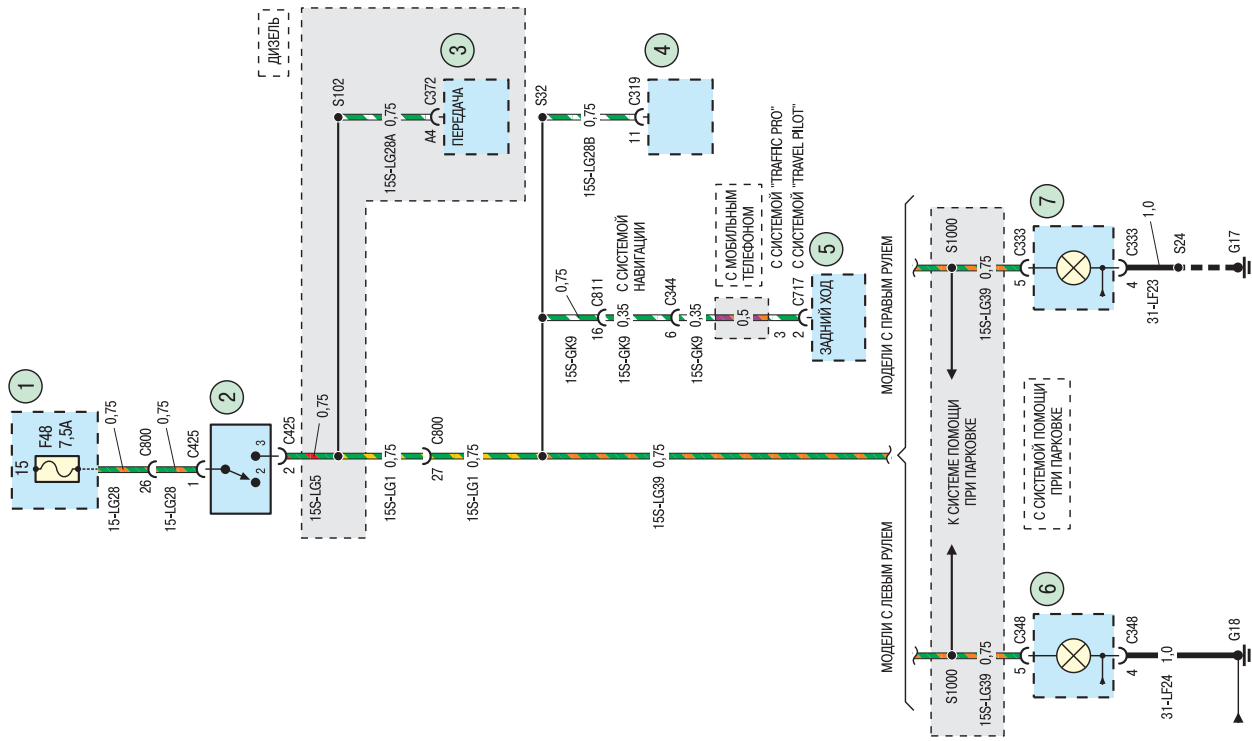 1
15
F48
7,5A
15-LG28
0,75
26
C800
15-LG28
0,75
1
C425
2
2
3
2
C425
ДИЗЕЛЬ
15S-LG5
0,75
S102
15S-LG28A
0,75
A4
C372
ПЕРЕДАЧА
3
15S-LG1
0,75
27
C800
15S-LG1
0,75
S32
15S-LG28B
0,75
11
C319
4
15S-GK9
0,75
16
C811
15S-GK9
0,35
С СИСТЕМОЙ
НАВИГАЦИИ
6
C344
15S-GK9
0,35
С МОБИЛЬНЫМ
ТЕЛЕФОНОМ
0,5
С СИСТЕМОЙ "TRAFFIC PRO"
С СИСТЕМОЙ "TRAVEL PILOT"
3
2
C717
ЗАДНИЙ ХОД
5
15S-LG39
0,75
МОДЕЛИ С ЛЕВЫМ РУЛЕМ
МОДЕЛИ С ПРАВЫМ РУЛЕМ
S1000
К СИСТЕМЕ ПОМОЩИ
ПРИ ПАРКОВКЕ
S1000
15S-LG39
0,75
15S-LG39
0,75
С СИСТЕМОЙ ПОМОЩИ
ПРИ ПАРКОВКЕ
5
C348
6
4
C348
31-LF24
1,0
G18
5
C333
7
4
C333
31-LF23
1,0
S24
G17